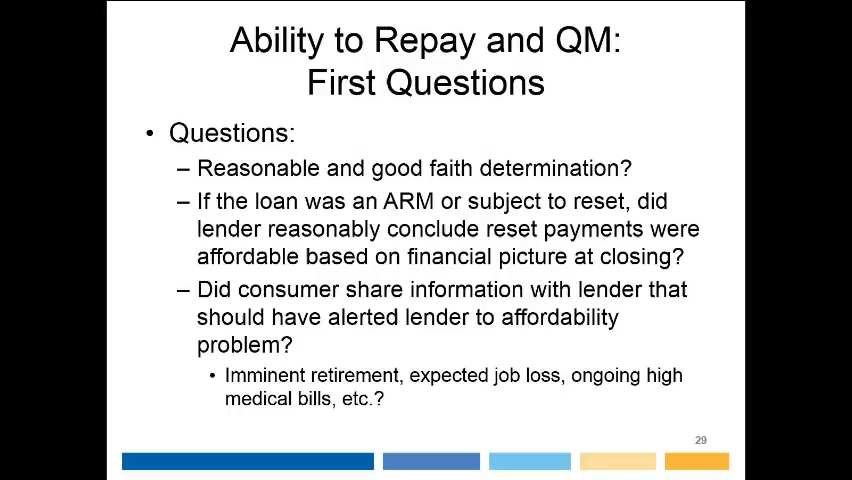 Ability to Repay and QM:
First Questions
• Questions:
– Reasonable and good faith determination?
– If the loan was an ARM or subject to reset, did
lender reasonably conclude reset payments were
affordable based on financial picture at closing?
– Did consumer share information with lender that
should have alerted lender to affordability
problem?
• Imminent retirement, expected job loss, ongoing high
medical bills, etc.?
29